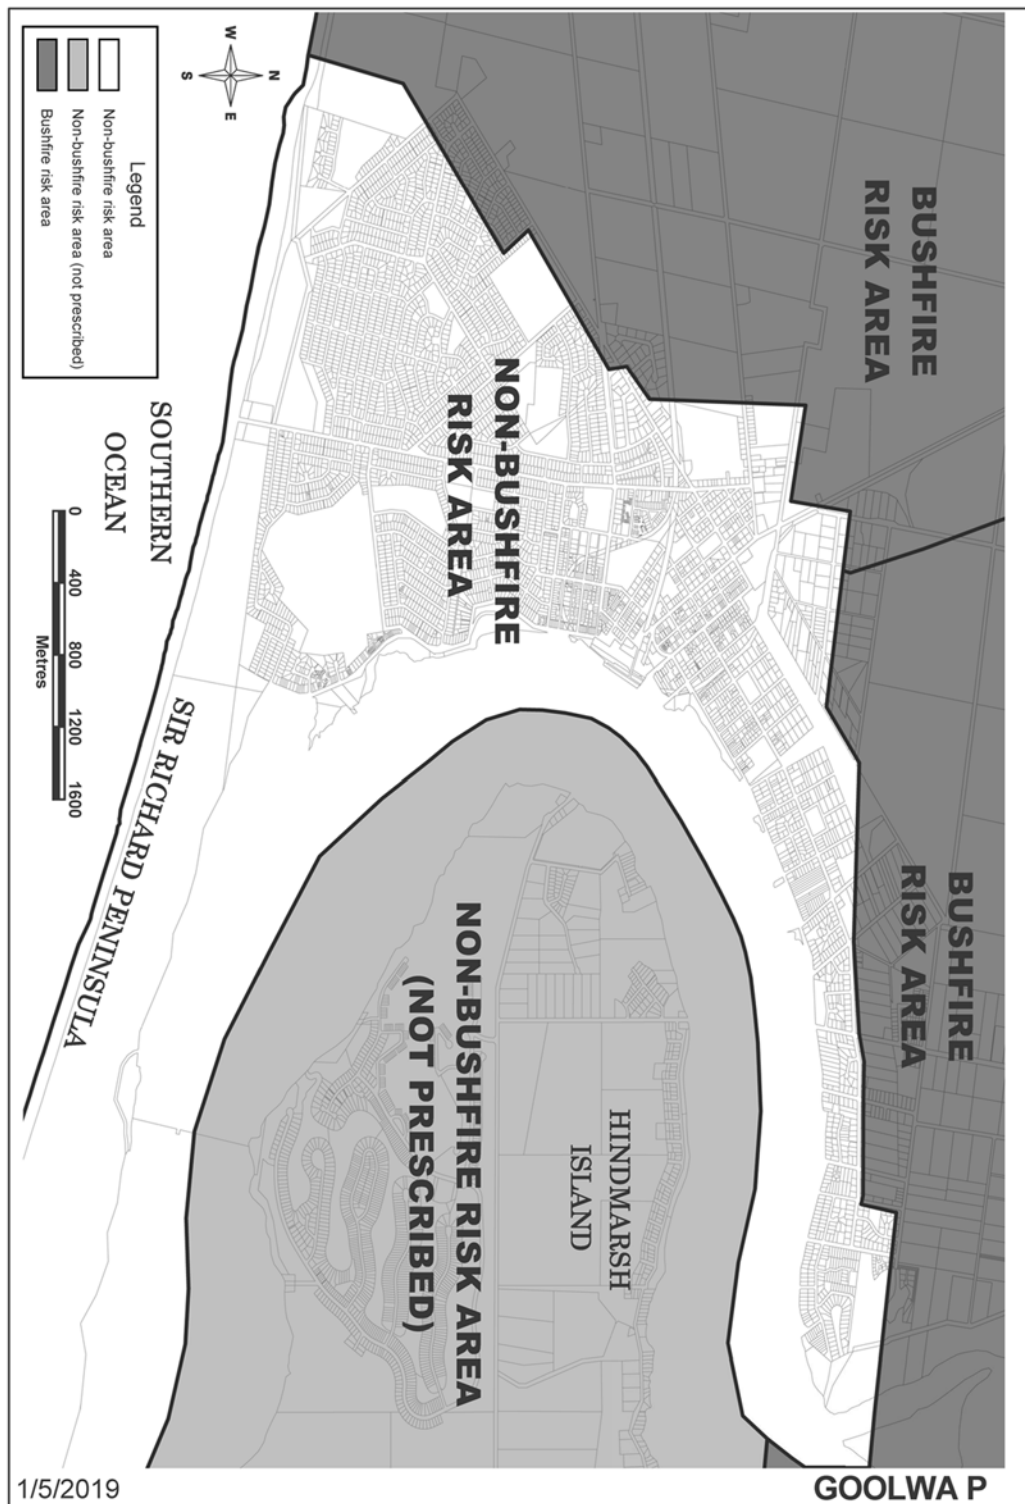 BUSHFIRE
RISK AREA
BUSHFIRE
RISK AREA
NON-BUSHFIRE
RISK AREA
HINDMARSH
ISLAND
NON-BUSHFIRE RISK AREA
(NOT PRESCRIBED)
SOUTHERN
OCEAN
SIR RICHARD PENINSULA
W
N
S
E
Legend
Non-bushfire risk area
Non-bushfire risk area (not prescribed)
Bushfire risk area
0 400 800 1200 1600
Metres
1/5/2019
GOOLWA P